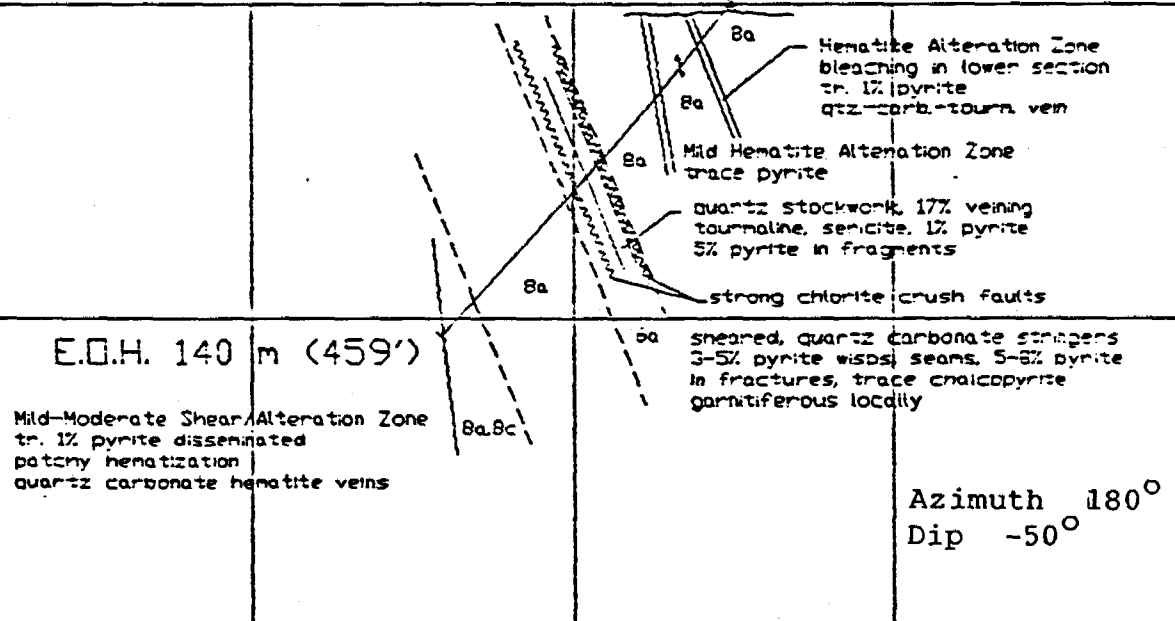 8a
Hematite Alteration Zone
bleaching in lower section
tr. 1% pyrite
qtz-carb.-tourm. vein
8a
8a
Mild Hematite Alteration Zone
trace pyrite
quartz stockwork, 17% veining
tourmaline, sericite, 1% pyrite
5% pyrite in fragments
8a
strong chlorite crush faults
sheared, quartz carbonate stringers
3-5% pyrite wisps, seams, 5-8% pyrite
in fractures, trace chalcopyrite
garnitiferous locally
E.O.H. 140 m (459')
Mild-Moderate Shear/Alteration Zone
tr. 1% pyrite disseminated
patchy hematization
quartz carbonate hematite veins
8a,8c
Azimuth 180°
Dip -50°